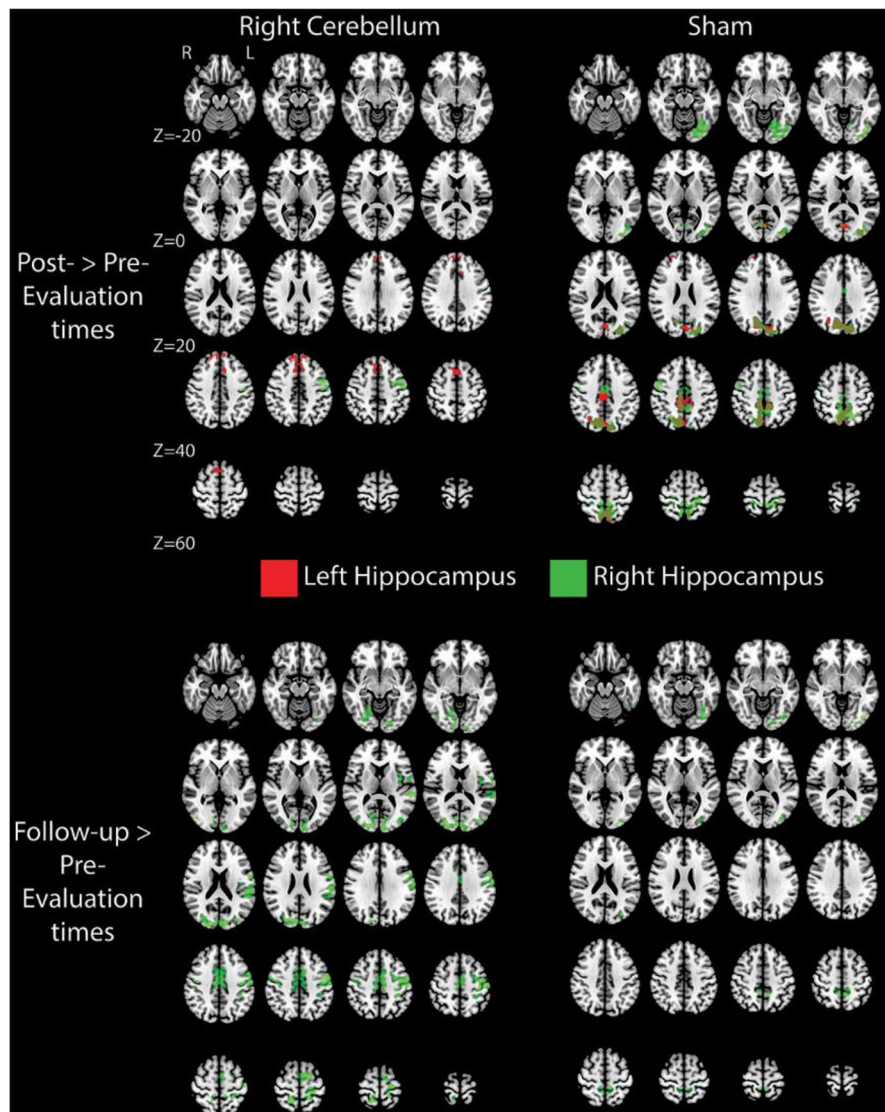 Right Cerebellum
Sham
R
L
Z=-20
Z=0
Post- > Pre-
Evaluation
times
Z=20
Z=40
Z=60
Left Hippocampus
Right Hippocampus
Follow-up >
Pre-
Evaluation
times